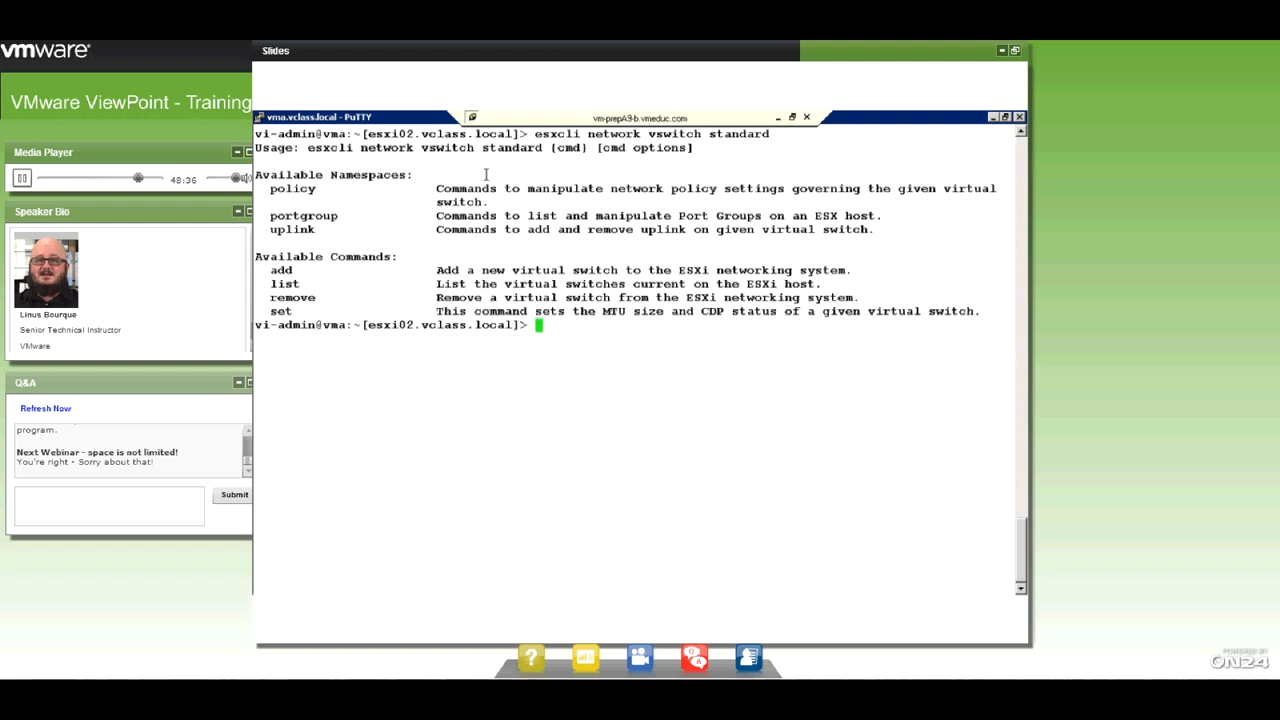 vmware
Slides
VMware ViewPoint - Training
vma.vclass.local - PuTTY
vm-prepA9-b.vmeduc.com
vi-admin@vma:~[esxi02.vclass.local]> esxcli network vswitch standard
Usage: esxcli network vswitch standard {cmd} [cmd options]
Available Namespaces:
policy Commands to manipulate network policy settings governing the given virtual
switch.
portgroup Commands to list and manipulate Port Groups on an ESX host.
uplink Commands to add and remove uplink on given virtual switch.
Available Commands:
add Add a new virtual switch to the ESXi networking system.
list List the virtual switches current on the ESXi host.
remove Remove a virtual switch from the ESXi networking system.
set This command sets the MTU size and CDP status of a given virtual switch.
vi-admin@vma:~[esxi02.vclass.local]>
Media Player
48:36
Speaker Bio
Linus Bourque
Senior Technical Instructor
VMware
Q&A
Refresh Now
program.
Next Webinar - space is not limited!
You're right - Sorry about that!
Submit
POWERED BY
ON24